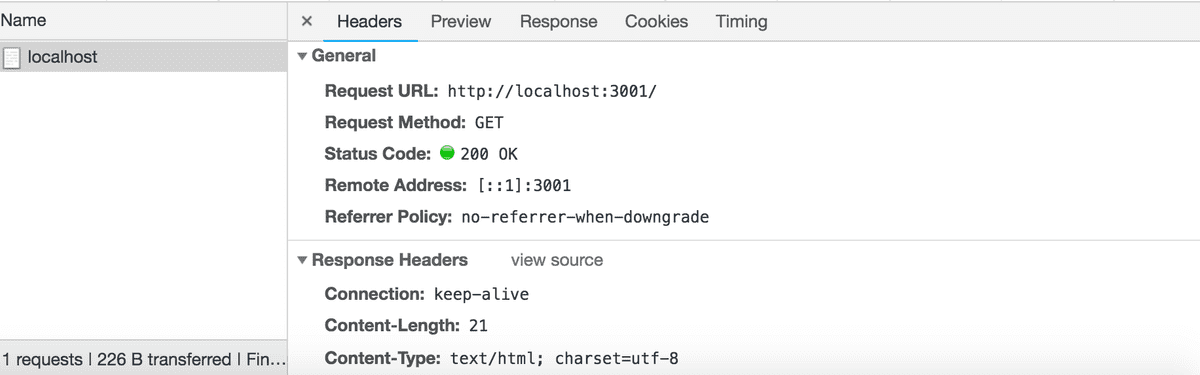 Name
× Headers Preview Response Cookies Timing
localhost
▼ General
Request URL: http://localhost:3001/
Request Method: GET
Status Code: 200 OK
Remote Address: [::1]:3001
Referrer Policy: no-referrer-when-downgrade
▼ Response Headers view source
Connection: keep-alive
Content-Length: 21
Content-Type: text/html; charset=utf-8
1 requests | 226 B transferred | Fin...